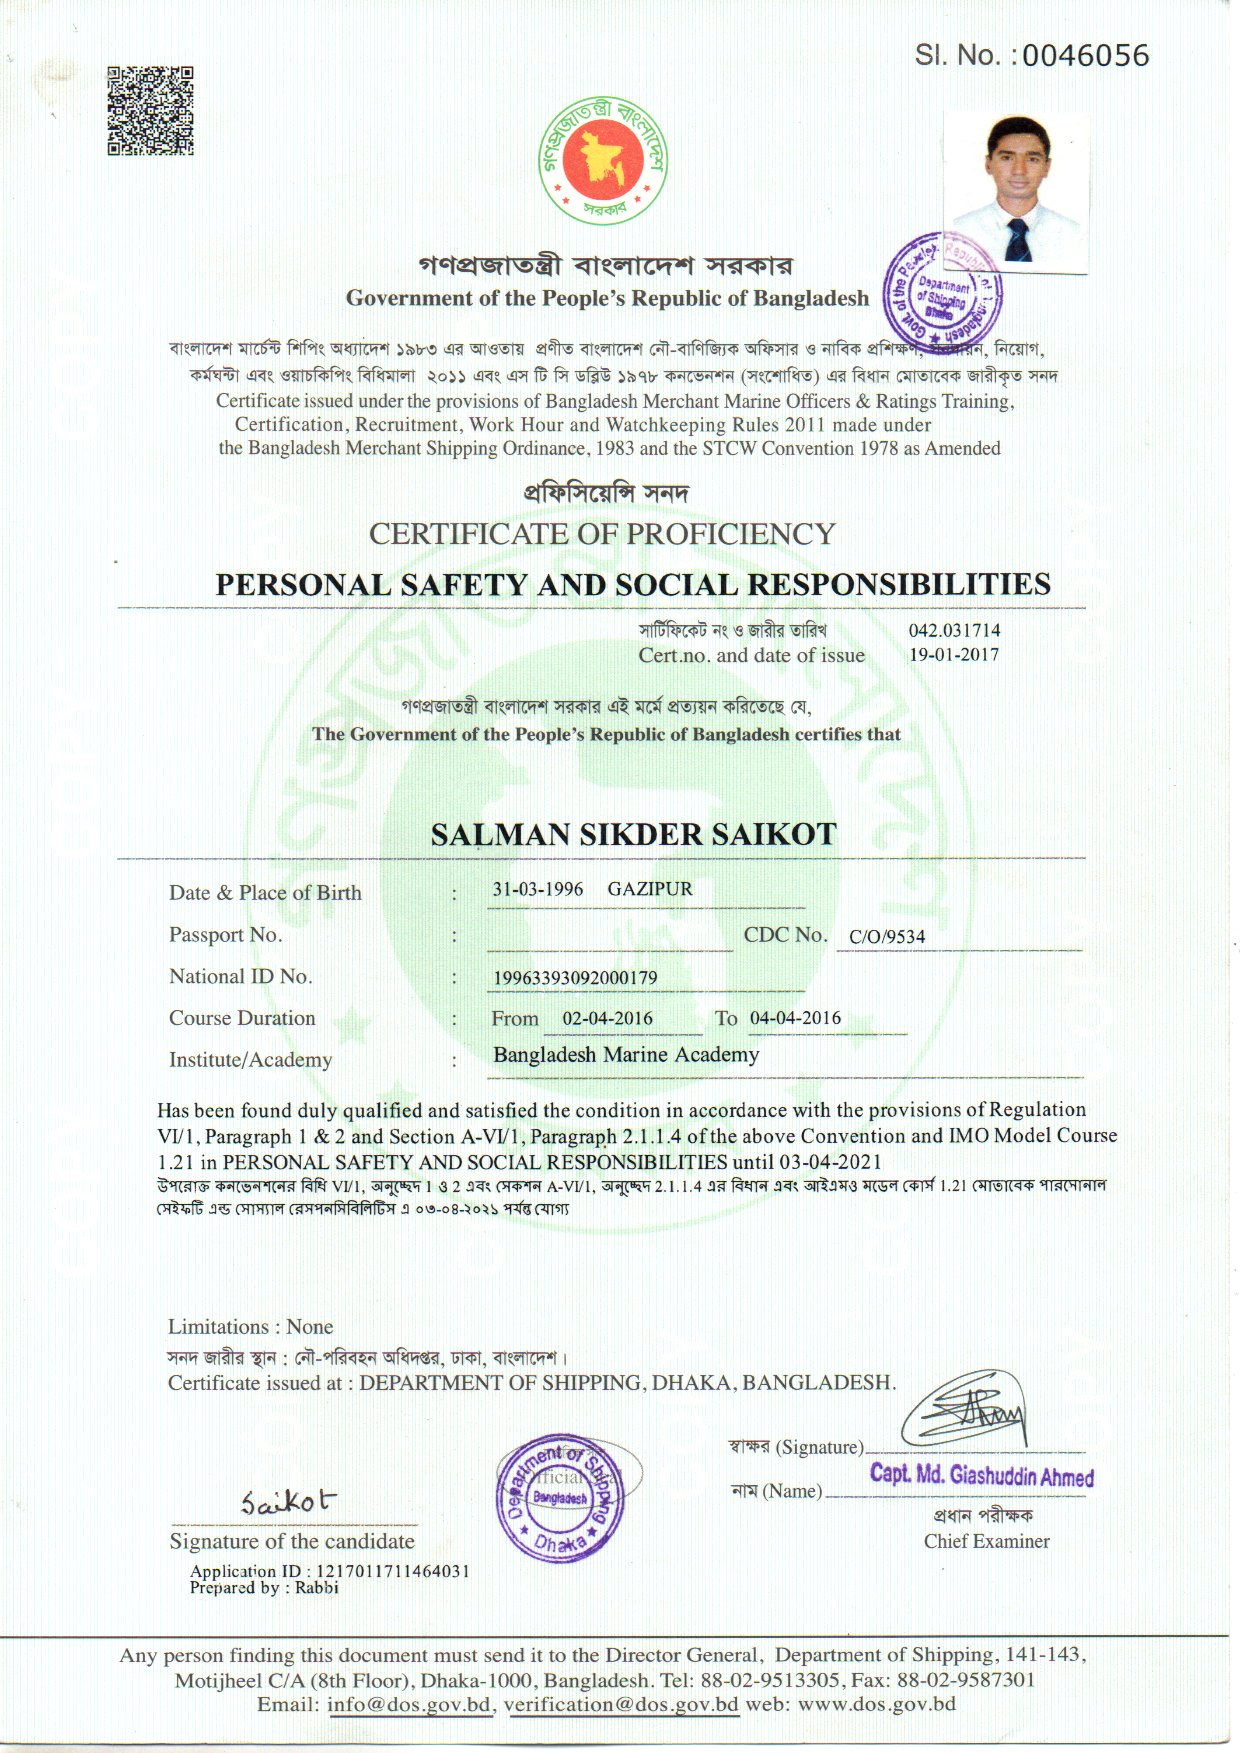 Sl. No. : 0046056
গণপ্রজাতন্ত্রী বাংলাদেশ
সরকার
গণপ্রজাতন্ত্রী বাংলাদেশ সরকার
Government of the People's Republic of Bangladesh
Govt. of the People's Republic of Bangladesh
Department
of Shipping
Dhaka
বাংলাদেশ মার্চেন্ট শিপিং অধ্যাদেশ ১৯৮৩ এর আওতায় প্রণীত বাংলাদেশ নৌ-বাণিজ্যিক অফিসার ও নাবিক প্রশিক্ষণ, নিয়োগ,
কর্মঘন্টা এবং ওয়াচকিপিং বিধিমালা ২০১১ এবং এস টি সি ডব্লিউ ১৯৭৮ কনভেনশন (সংশোধিত) এর বিধান মোতাবেক জারীকৃত সনদ
Certificate issued under the provisions of Bangladesh Merchant Marine Officers & Ratings Training,
Certification, Recruitment, Work Hour and Watchkeeping Rules 2011 made under
the Bangladesh Merchant Shipping Ordinance, 1983 and the STCW Convention 1978 as Amended
প্রফিসিয়েন্সি সনদ
CERTIFICATE OF PROFICIENCY
PERSONAL SAFETY AND SOCIAL RESPONSIBILITIES
সার্টিফিকেট নং ও জারীর তারিখ 042.031714
Cert.no. and date of issue 19-01-2017
গণপ্রজাতন্ত্রী বাংলাদেশ সরকার এই মর্মে প্রত্যয়ন করিতেছে যে,
The Government of the People's Republic of Bangladesh certifies that
SALMAN SIKDER SAIKOT
Date & Place of Birth : 31-03-1996 GAZIPUR
Passport No. : CDC No. C/O/9534
National ID No. : 19963393092000179
Course Duration : From 02-04-2016 To 04-04-2016
Institute/Academy : Bangladesh Marine Academy
Has been found duly qualified and satisfied the condition in accordance with the provisions of Regulation
VI/1, Paragraph 1 & 2 and Section A-VI/1, Paragraph 2.1.1.4 of the above Convention and IMO Model Course
1.21 in PERSONAL SAFETY AND SOCIAL RESPONSIBILITIES until 03-04-2021
উপরোক্ত কনভেনশনের বিধি VI/1, অনুচ্ছেদ 1 ও 2 এবং সেকশন A-VI/1, অনুচ্ছেদ 2.1.1.4 এর বিধান এবং আইএমও মডেল কোর্স 1.21 মোতাবেক পারসোনাল
সেইফটি এন্ড সোস্যাল রেসপনসিবিলিটিস এ ০৩-০৪-২০২১ পর্যন্ত যোগ্য
Limitations : None
সনদ জারীর স্থান : নৌ-পরিবহন অধিদপ্তর, ঢাকা, বাংলাদেশ।
Certificate issued at : DEPARTMENT OF SHIPPING, DHAKA, BANGLADESH.
স্বাক্ষর (Signature)
Capt. Md. Giashuddin Ahmed
নাম (Name)
প্রধান পরীক্ষক
Chief Examiner
Official
Department of Shipping
Bangladesh
Dhaka
Saikot
Signature of the candidate
Application ID : 1217011711464031
Prepared by : Rabbi
Any person finding this document must send it to the Director General, Department of Shipping, 141-143,
Motijheel C/A (8th Floor), Dhaka-1000, Bangladesh. Tel: 88-02-9513305, Fax: 88-02-9587301
Email: info@dos.gov.bd, verification@dos.gov.bd web: www.dos.gov.bd